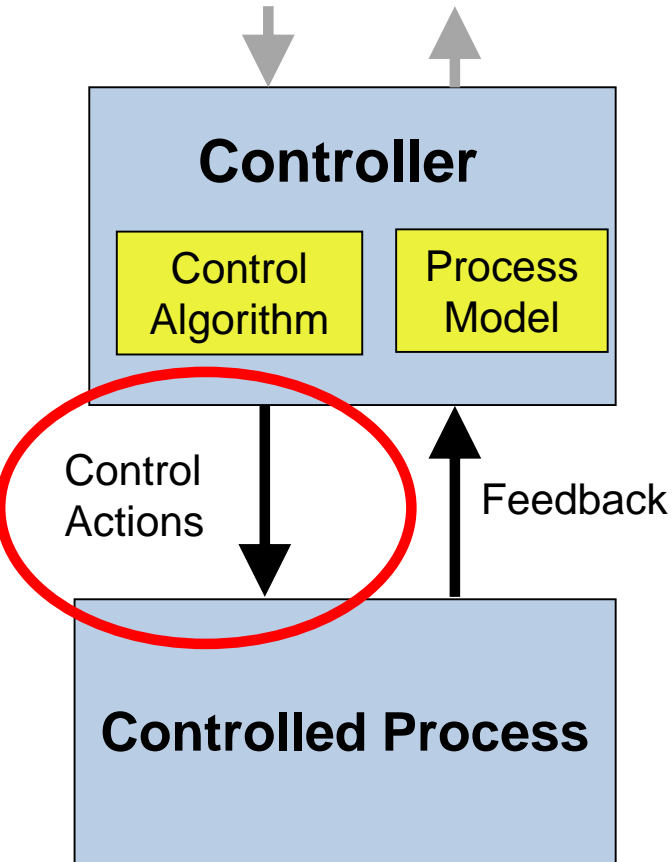 Controller
Control
Algorithm
Process
Model
Control
Actions
Feedback
Controlled Process